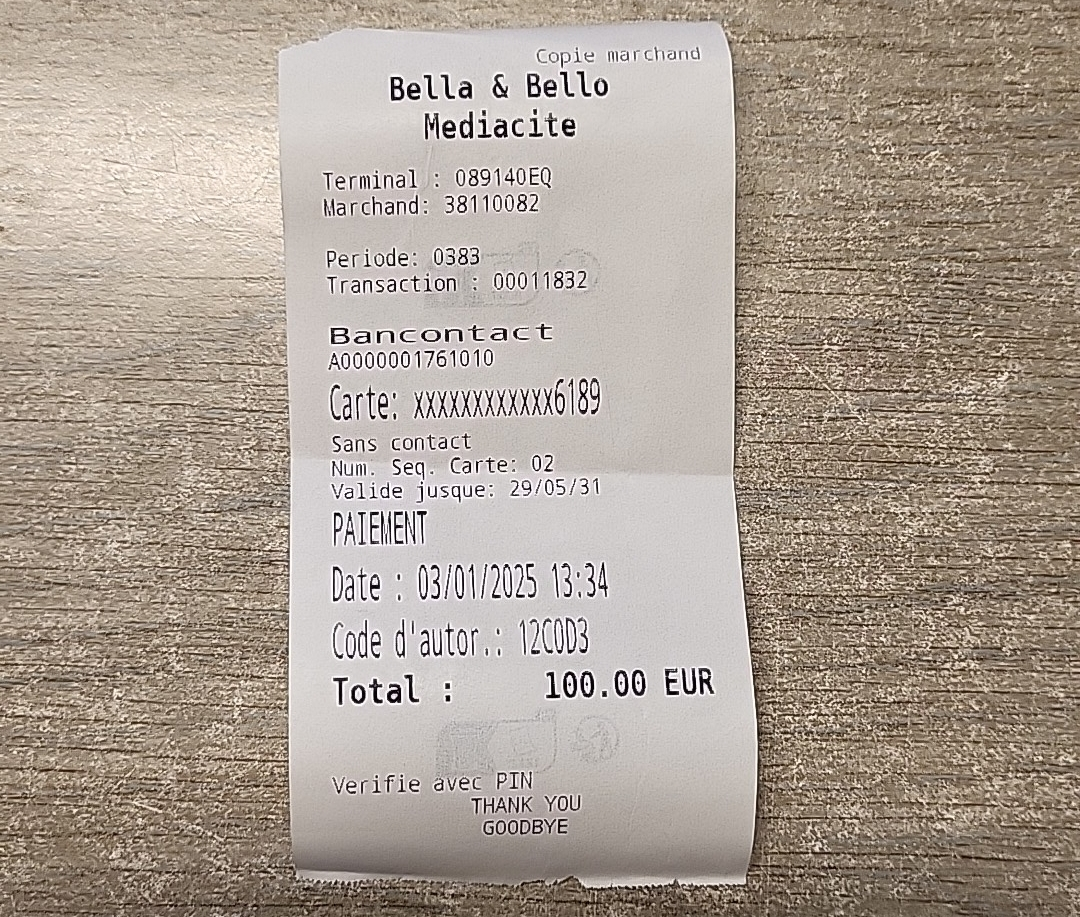 Copie marchand
Bella & Bello
Mediacite
Terminal : 089140EQ
Marchand: 38110082
Periode: 0383
Transaction : 00011832
Bancontact
A0000001761010
Carte: xxxxxxxxxxxx6189
Sans contact
Num. Seq. Carte: 02
Valide jusque: 29/05/31
PAIEMENT
Date : 03/01/2025 13:34
Code d'autor.: 12C0D3
Total : 100.00 EUR
Verifie avec PIN
THANK YOU
GOODBYE